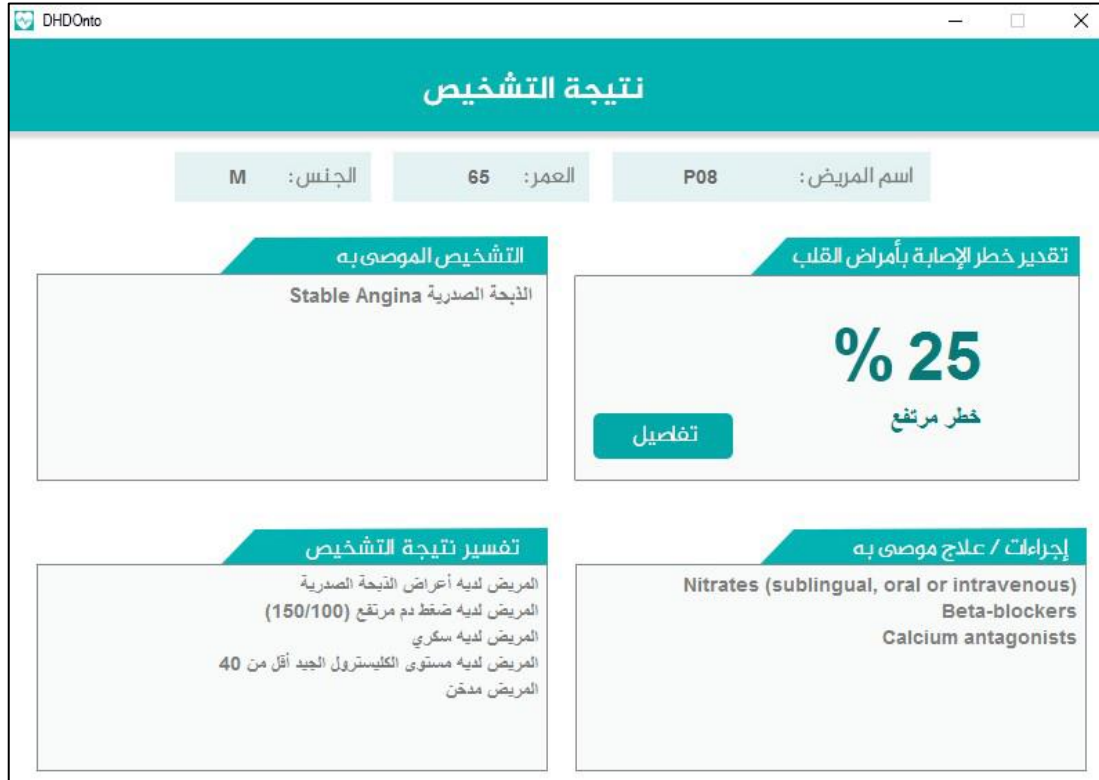 DHDOnto
نتيجة التشخيص
اسم المريض: P08
العمر: 65
الجنس: M
تقدير خطر الإصابة بأمراض القلب
% 25
خطر مرتفع
تفاصيل
التشخيص الموصى به
الذبحة الصدرية Stable Angina
إجراءات / علاج موصى به
Nitrates (sublingual, oral or intravenous)
Beta-blockers
Calcium antagonists
تفسير نتيجة التشخيص
المريض لديه أعراض الذبحة الصدرية
المريض لديه ضغط دم مرتفع (150/100)
المريض لديه سكري
المريض لديه مستوى الكليسترول الجيد أقل من 40
المريض مدخن